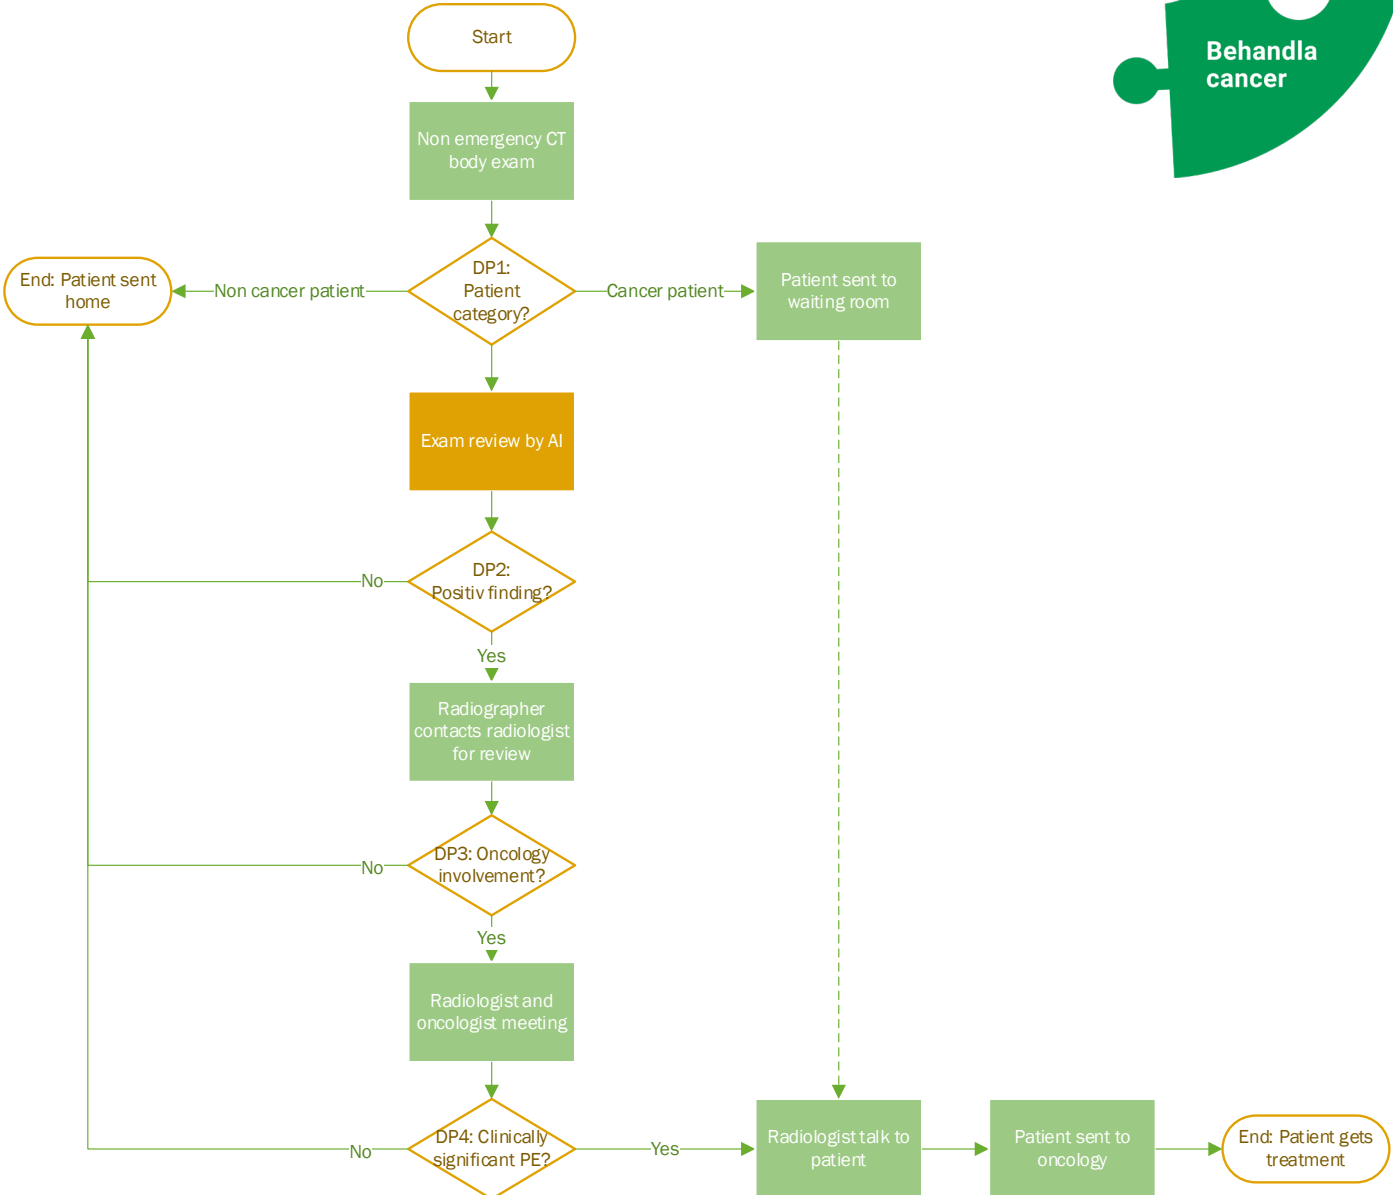 Start
Behandla
cancer
Non emergency CT
body exam
End: Patient sent
home
Non cancer patient
DP1:
Patient
category?
Cancer patient
Patient sent to
waiting room
Exam review by AI
DP2:
Positiv finding?
No
Yes
Radiographer
contacts radiologist
for review
DP3: Oncology
involvement?
No
Yes
Radiologist and
oncologist meeting
DP4: Clinically
significant PE?
No
Yes
Radiologist talk to
patient
Patient sent to
oncology
End: Patient gets
treatment